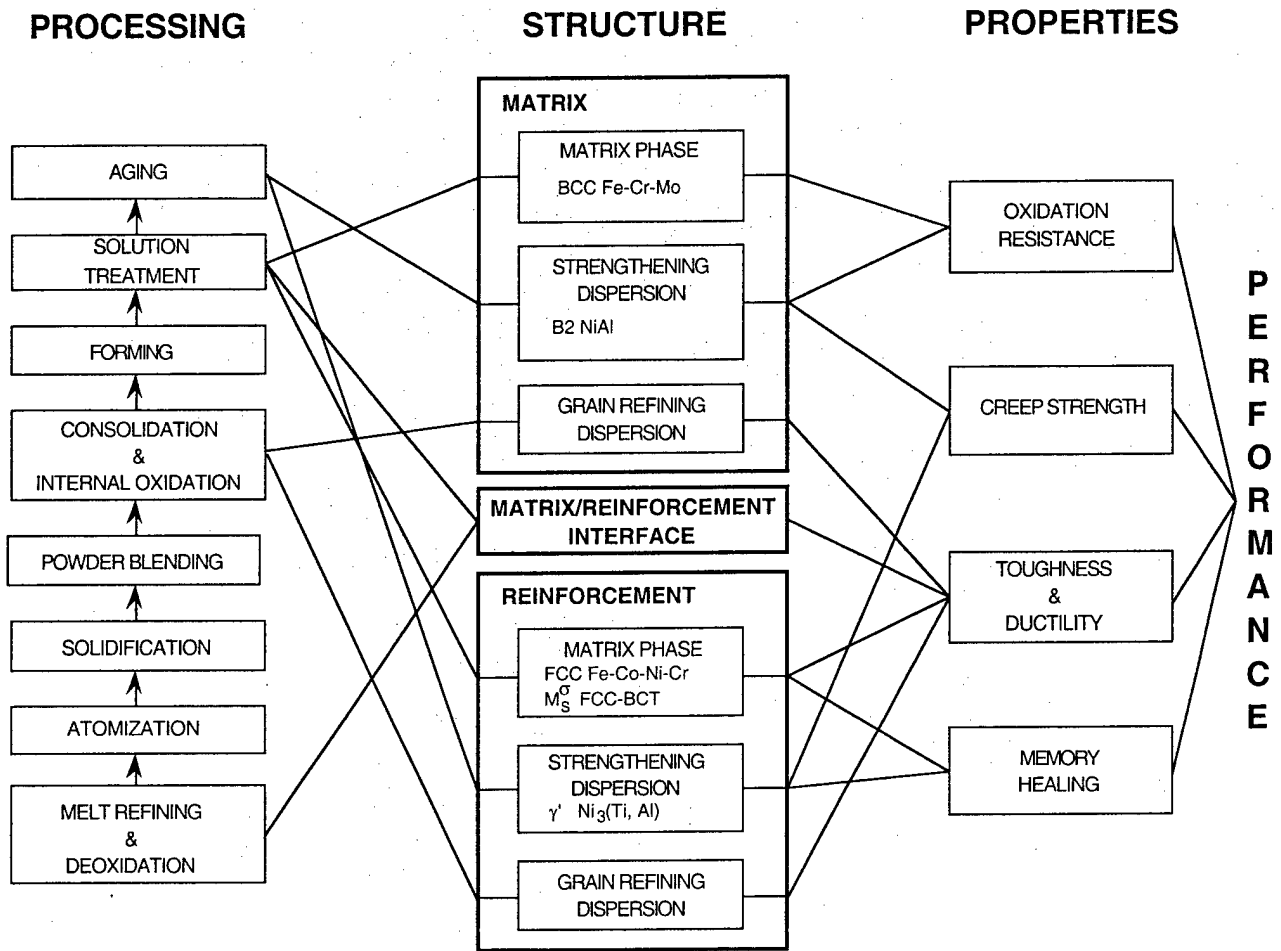 PROCESSING
STRUCTURE
PROPERTIES
AGING
SOLUTION
TREATMENT
FORMING
CONSOLIDATION
&
INTERNAL OXIDATION
POWDER BLENDING
SOLIDIFICATION
ATOMIZATION
MELT REFINING
&
DEOXIDATION
MATRIX
MATRIX PHASE
BCC Fe-Cr-Mo
STRENGTHENING
DISPERSION
B2 NiAl
GRAIN REFINING
DISPERSION
MATRIX/REINFORCEMENT
INTERFACE
REINFORCEMENT
MATRIX PHASE
FCC Fe-Co-Ni-Cr
M_s^σ FCC-BCT
STRENGTHENING
DISPERSION
γ' Ni₃(Ti, Al)
GRAIN REFINING
DISPERSION
OXIDATION
RESISTANCE
CREEP STRENGTH
TOUGHNESS
&
DUCTILITY
MEMORY
HEALING
PERFORMANCE